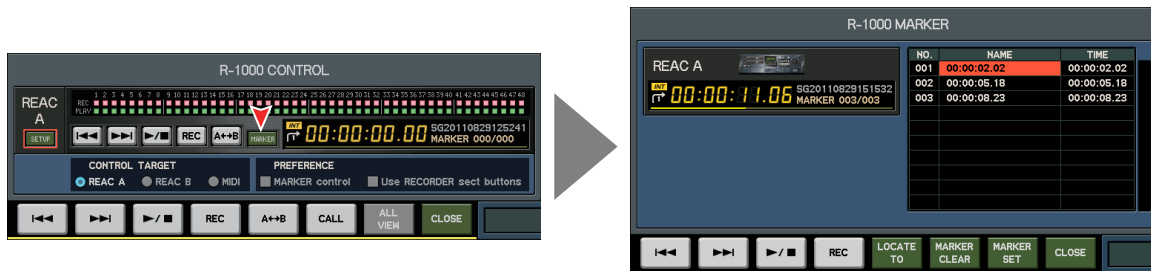 R-1000 CONTROL
REAC A
1 2 3 4 5 6 7 8 9 10 11 12 13 14 15 16 17 18 19 20 21 22 23 24 25 26 27 28 29 30 31 32 33 34 35 36 37 38 39 40 41 42 43 44 45 46 47 48
REC
PLAY
SETUP
REC A↔B MARKER
INT 00:00:00.00 SG20110829125241
MARKER 000/000
CONTROL TARGET PREFERENCE
REAC A REAC B MIDI MARKER control Use RECORDER sect buttons
REC A↔B CALL ALL VIEW CLOSE
R-1000 MARKER
REAC A
INT 00:00:11.06 SG20110829151532
MARKER 003/003
NO. NAME TIME
001 00:00:02.02 00:00:02.02
002 00:00:05.18 00:00:05.18
003 00:00:08.23 00:00:08.23
REC LOCATE TO MARKER CLEAR MARKER SET CLOSE